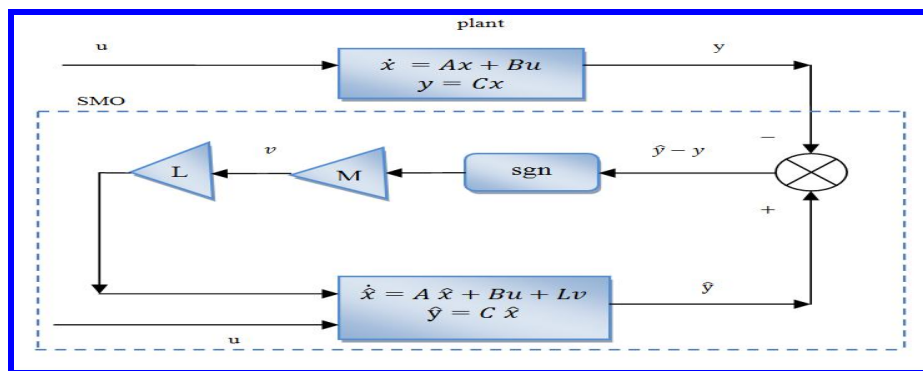 plant
u
y
ẋ = Ax + Bu
y = Cx
SMO
−
L
v
M
sgn
ŷ − y
+
x̂̇ = A x̂ + Bu + Lv
ŷ = C x̂
ŷ
u